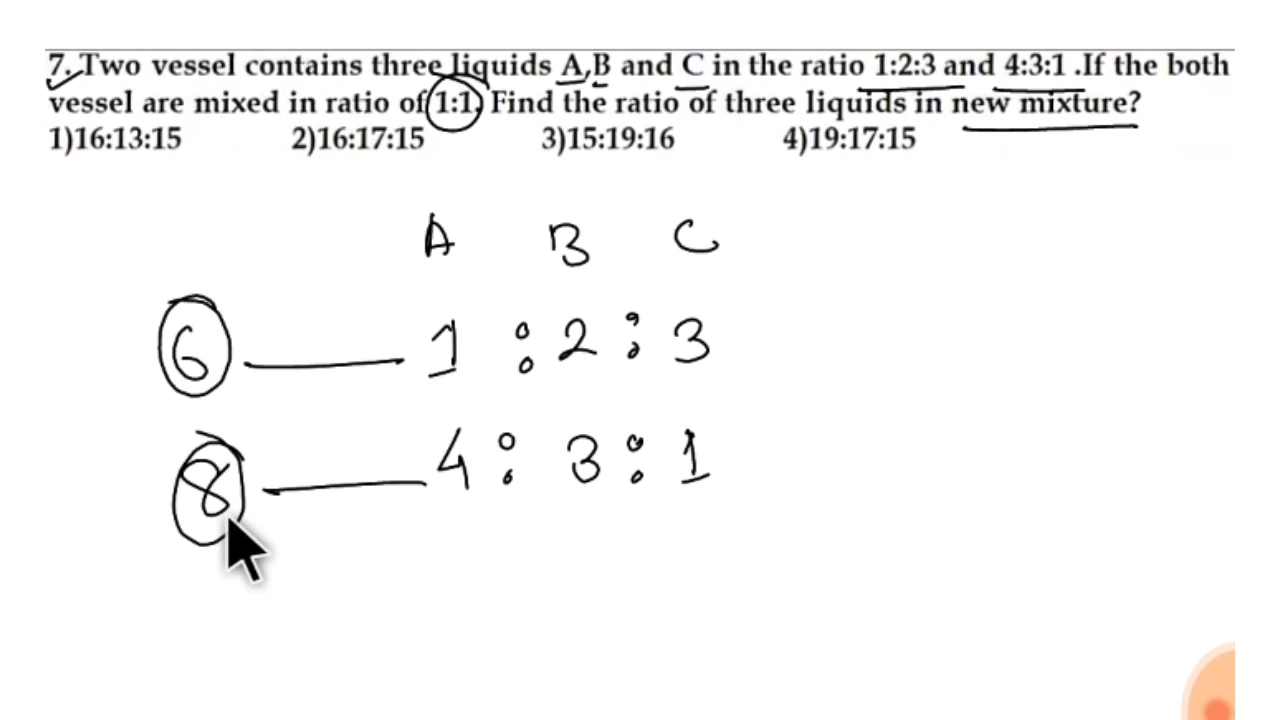 7. Two vessel contains three liquids A,B and C in the ratio 1:2:3 and 4:3:1 .If the both
vessel are mixed in ratio of 1:1. Find the ratio of three liquids in new mixture?
1)16:13:15 2)16:17:15 3)15:19:16 4)19:17:15
A B C
6 1 : 2 : 3
8 4 : 3 : 1